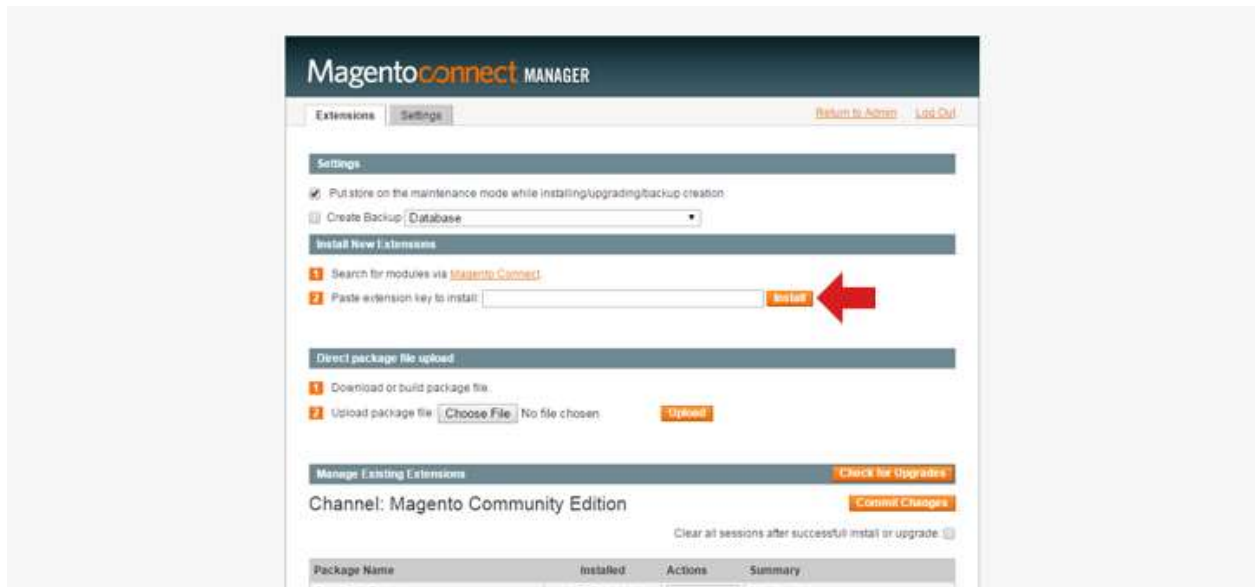 Magentoconnect MANAGER
Extensions Settings Return to Admin Log Out
Settings
Put store on the maintenance mode while installing/upgrading/backup creation
Create Backup Database
Install New Extensions
1 Search for modules via Magento Connect.
2 Paste extension key to install: Install
Direct package file upload
1 Download or build package file.
2 Upload package file: Choose File No file chosen Upload
Manage Existing Extensions Check for Upgrades
Channel: Magento Community Edition Commit Changes
Clear all sessions after successfull install or upgrade:
Package Name Installed Actions Summary